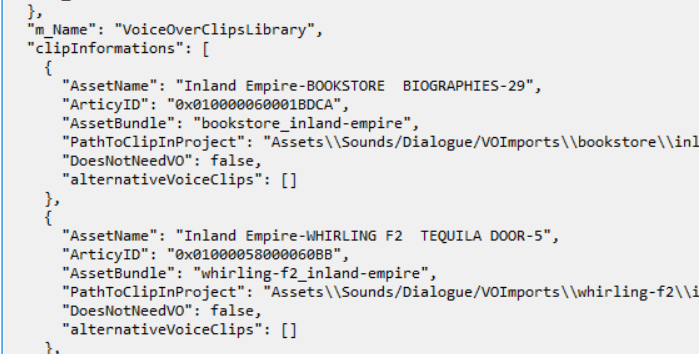 },
"m_Name": "VoiceOverClipsLibrary",
"clipInformations": [
{
"AssetName": "Inland Empire-BOOKSTORE  BIOGRAPHIES-29",
"ArticyID": "0x010000060001BDCA",
"AssetBundle": "bookstore_inland-empire",
"PathToClipInProject": "Assets\\Sounds/Dialogue/VOImports\\bookstore\\inl
"DoesNotNeedVO": false,
"alternativeVoiceClips": []
},
{
"AssetName": "Inland Empire-WHIRLING F2  TEQUILA DOOR-5",
"ArticyID": "0x01000058000060BB",
"AssetBundle": "whirling-f2_inland-empire",
"PathToClipInProject": "Assets\\Sounds/Dialogue/VOImports\\whirling-f2\\i
"DoesNotNeedVO": false,
"alternativeVoiceClips": []
},